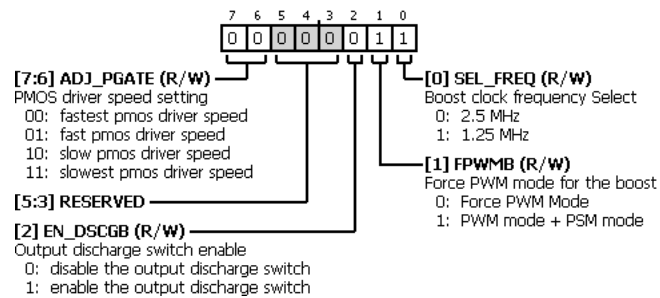 7 6 5 4 3 2 1 0
0 0 0 0 0 0 1 1
[7:6] ADJ_PGATE (R/W)
PMOS driver speed setting
00: fastest pmos driver speed
01: fast pmos driver speed
10: slow pmos driver speed
11: slowest pmos driver speed
[5:3] RESERVED
[2] EN_DSCGB (R/W)
Output discharge switch enable
0: disable the output discharge switch
1: enable the output discharge switch
[0] SEL_FREQ (R/W)
Boost clock frequency Select
0: 2.5 MHz
1: 1.25 MHz
[1] FPWMB (R/W)
Force PWM mode for the boost
0: Force PWM Mode
1: PWM mode + PSM mode